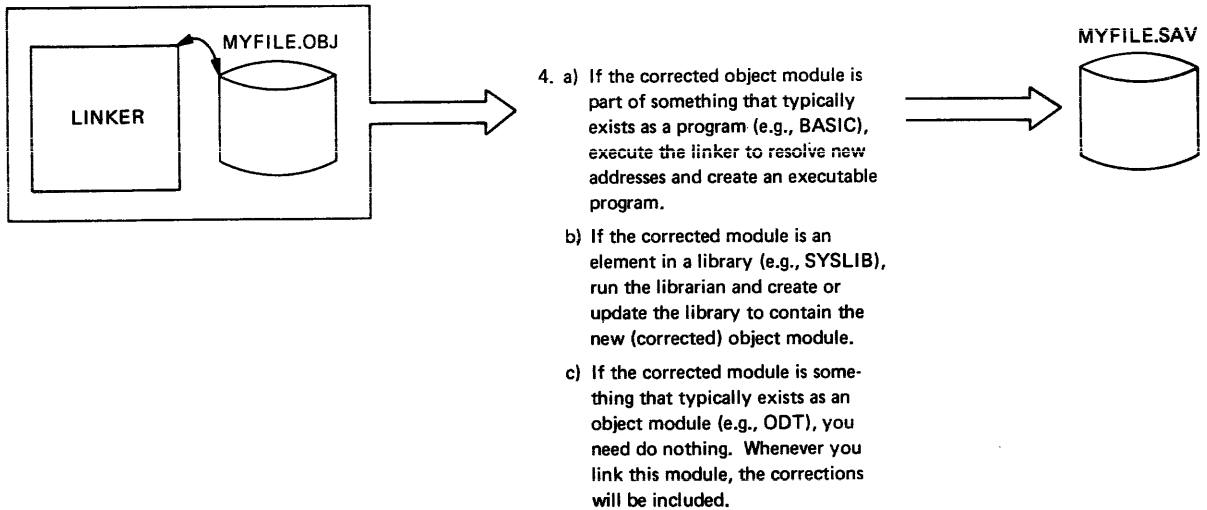 MYFILE.OBJ
LINKER
4. a) If the corrected object module is
part of something that typically
exists as a program (e.g., BASIC),
execute the linker to resolve new
addresses and create an executable
program.
b) If the corrected module is an
element in a library (e.g., SYSLIB),
run the librarian and create or
update the library to contain the
new (corrected) object module.
c) If the corrected module is some-
thing that typically exists as an
object module (e.g., ODT), you
need do nothing. Whenever you
link this module, the corrections
will be included.
MYFILE.SAV